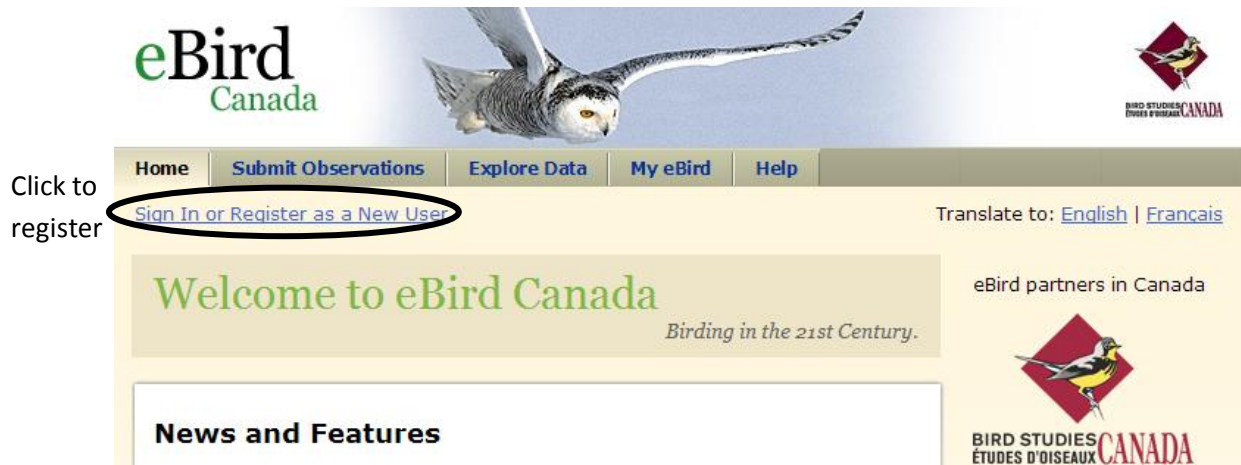 eBird
Canada
BIRD STUDIES CANADA
ÉTUDES D'OISEAUX
Home Submit Observations Explore Data My eBird Help
Click to
register
Sign In or Register as a New User
Translate to: English | Français
Welcome to eBird Canada
Birding in the 21st Century.
eBird partners in Canada
News and Features
BIRD STUDIES CANADA
ÉTUDES D'OISEAUX